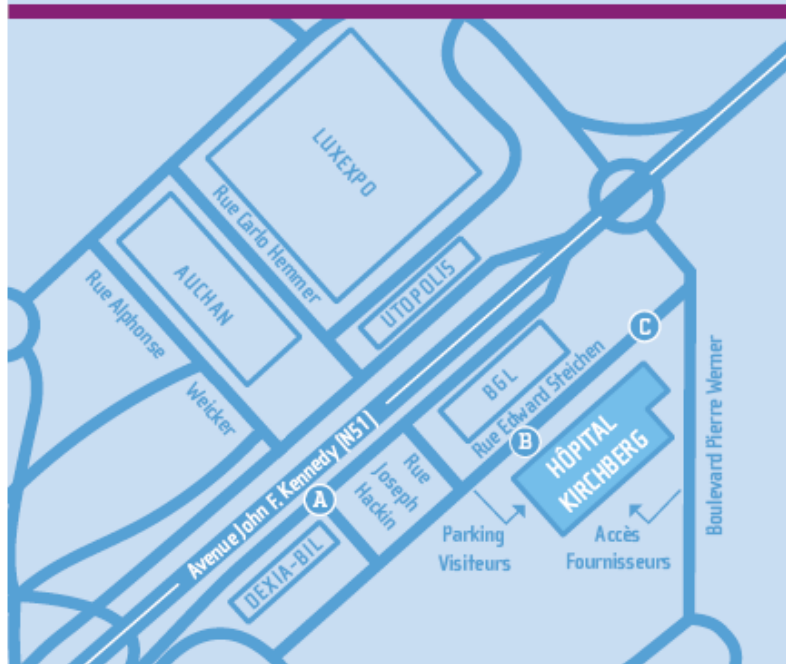 LUXEXPO
Rue Carlo Hemmer
AUCHAN
UTOPOLIS
Rue Alphonse
Weicker
C
BGL
Rue Edward Steichen
Boulevard Pierre Werner
B
HÔPITAL
KIRCHBERG
Avenue John F. Kennedy (N51)
A
Rue
Joseph
Hackin
Parking
Visiteurs
Accès
Fournisseurs
DEXIA-BIL